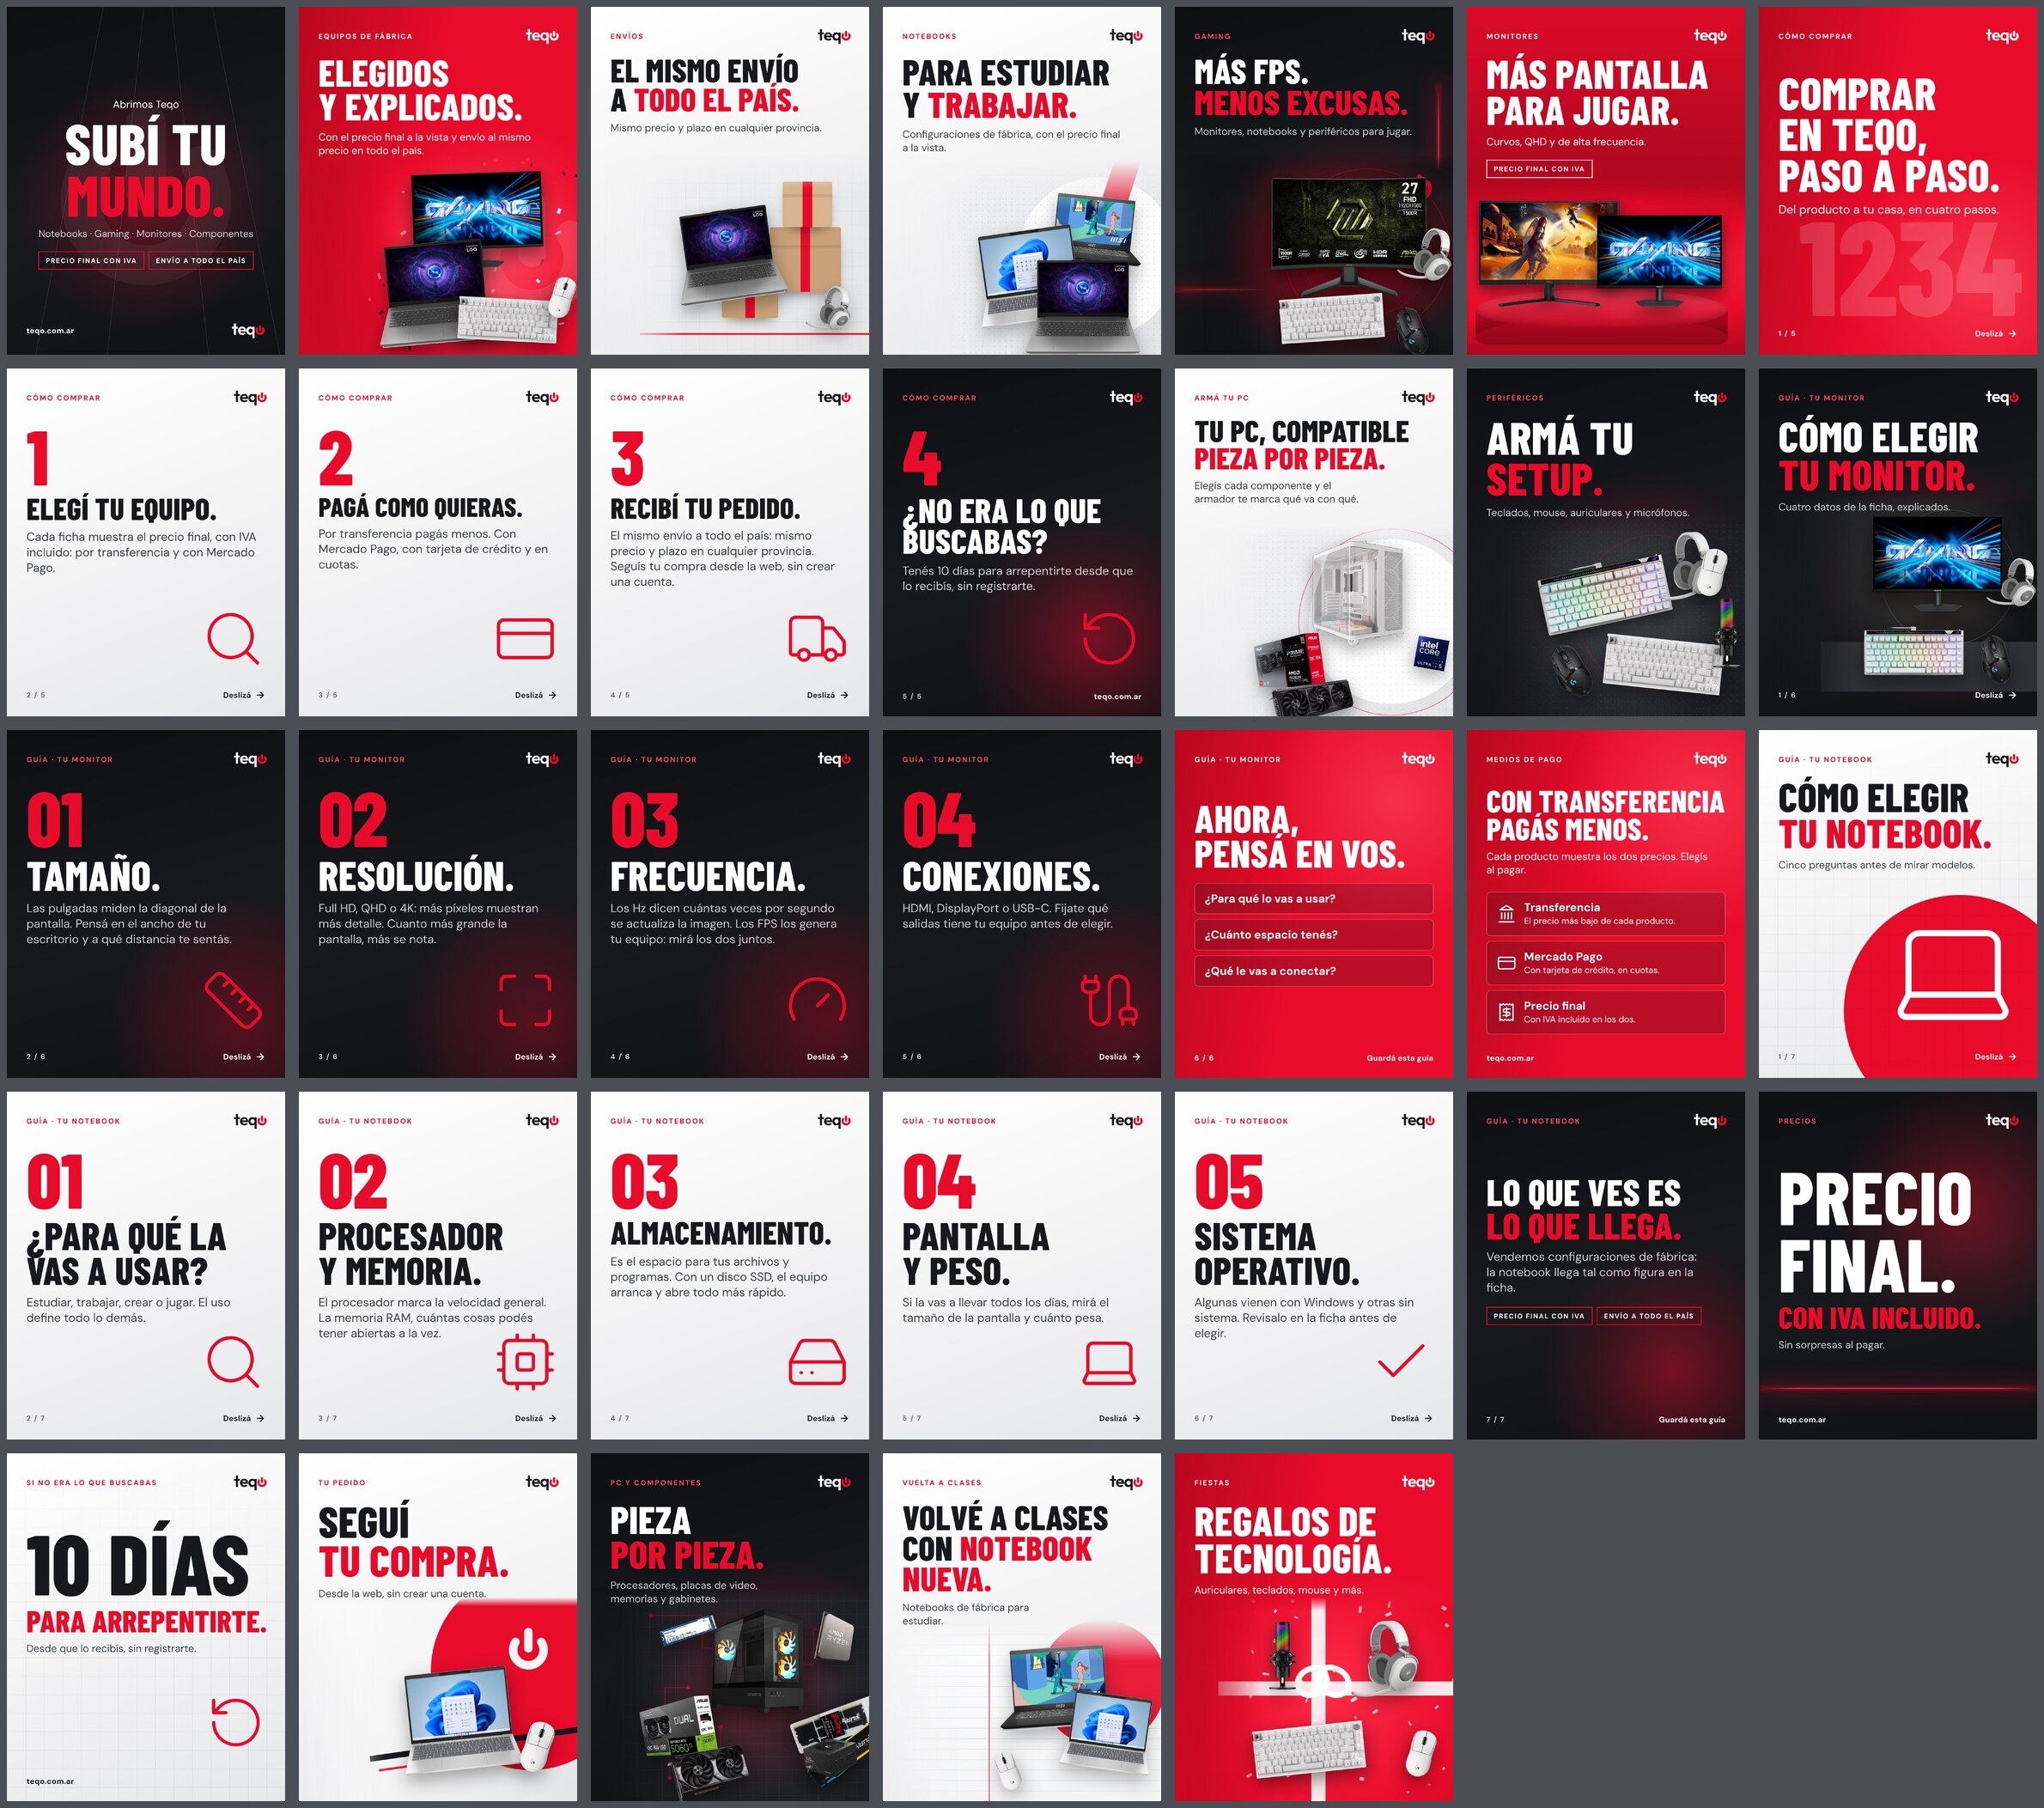 Abrimos Teqo
SUBÍ TU
MUNDO.
Notebooks · Gaming · Monitores · Componentes
PRECIO FINAL CON IVA
ENVÍO A TODO EL PAÍS
teqo.com.ar
teqo
EQUIPOS DE FÁBRICA
teqo
ELEGIDOS
Y EXPLICADOS.
Con el precio final a la vista y envío al mismo
precio en todo el país.
GAMING
LOQ
ENVÍOS
teqo
EL MISMO ENVÍO
A TODO EL PAÍS.
Mismo precio y plazo en cualquier provincia.
LOQ
NOTEBOOKS
teqo
PARA ESTUDIAR
Y TRABAJAR.
Configuraciones de fábrica, con el precio final
a la vista.
msi
LOQ
GAMING
teqo
MÁS FPS.
MENOS EXCUSAS.
Monitores, notebooks y periféricos para jugar.
27
FHD
1920X1080
1500R
HDR
MONITORES
teqo
MÁS PANTALLA
PARA JUGAR.
Curvos, QHD y de alta frecuencia.
PRECIO FINAL CON IVA
GAMING
CÓMO COMPRAR
teqo
COMPRAR
EN TEQO,
PASO A PASO.
Del producto a tu casa, en cuatro pasos.
1234
1 / 5
Deslizá →
CÓMO COMPRAR
teqo
1
ELEGÍ TU EQUIPO.
Cada ficha muestra el precio final, con IVA
incluido: por transferencia y con Mercado
Pago.
2 / 5
Deslizá →
CÓMO COMPRAR
teqo
2
PAGÁ COMO QUIERAS.
Por transferencia pagás menos. Con
Mercado Pago, con tarjeta de crédito y en
cuotas.
3 / 5
Deslizá →
CÓMO COMPRAR
teqo
3
RECIBÍ TU PEDIDO.
El mismo envío a todo el país: mismo
precio y plazo en cualquier provincia.
Seguís tu compra desde la web, sin crear
una cuenta.
4 / 5
Deslizá →
CÓMO COMPRAR
teqo
4
¿NO ERA LO QUE
BUSCABAS?
Tenés 10 días para arrepentirte desde que
lo recibís, sin registrarte.
5 / 5
teqo.com.ar
ARMÁ TU PC
teqo
TU PC, COMPATIBLE
PIEZA POR PIEZA.
Elegís cada componente y el
armador te marca qué va con qué.
PRIME
intel
CORE
ULTRA 5
PERIFÉRICOS
teqo
ARMÁ TU
SETUP.
Teclados, mouse, auriculares y micrófonos.
GUÍA · TU MONITOR
teqo
CÓMO ELEGIR
TU MONITOR.
Cuatro datos de la ficha, explicados.
GAMING
1 / 6
Deslizá →
GUÍA · TU MONITOR
teqo
01
TAMAÑO.
Las pulgadas miden la diagonal de la
pantalla. Pensá en el ancho de tu
escritorio y a qué distancia te sentás.
2 / 6
Deslizá →
GUÍA · TU MONITOR
teqo
02
RESOLUCIÓN.
Full HD, QHD o 4K: más píxeles muestran
más detalle. Cuanto más grande la
pantalla, más se nota.
3 / 6
Deslizá →
GUÍA · TU MONITOR
teqo
03
FRECUENCIA.
Los Hz dicen cuántas veces por segundo
se actualiza la imagen. Los FPS los genera
tu equipo: mirá los dos juntos.
4 / 6
Deslizá →
GUÍA · TU MONITOR
teqo
04
CONEXIONES.
HDMI, DisplayPort o USB-C. Fijate qué
salidas tiene tu equipo antes de elegir.
5 / 6
Deslizá →
GUÍA · TU MONITOR
teqo
AHORA,
PENSÁ EN VOS.
¿Para qué lo vas a usar?
¿Cuánto espacio tenés?
¿Qué le vas a conectar?
6 / 6
Guardá esta guía
MEDIOS DE PAGO
teqo
CON TRANSFERENCIA
PAGÁS MENOS.
Cada producto muestra los dos precios. Elegís
al pagar.
Transferencia
El precio más bajo de cada producto.
Mercado Pago
Con tarjeta de crédito, en cuotas.
Precio final
Con IVA incluido en los dos.
teqo.com.ar
GUÍA · TU NOTEBOOK
teqo
CÓMO ELEGIR
TU NOTEBOOK.
Cinco preguntas antes de mirar modelos.
1 / 7
Deslizá →
GUÍA · TU NOTEBOOK
teqo
01
¿PARA QUÉ LA
VAS A USAR?
Estudiar, trabajar, crear o jugar. El uso
define todo lo demás.
2 / 7
Deslizá →
GUÍA · TU NOTEBOOK
teqo
02
PROCESADOR
Y MEMORIA.
El procesador marca la velocidad general.
La memoria RAM, cuántas cosas podés
tener abiertas a la vez.
3 / 7
Deslizá →
GUÍA · TU NOTEBOOK
teqo
03
ALMACENAMIENTO.
Es el espacio para tus archivos y
programas. Con un disco SSD, el equipo
arranca y abre todo más rápido.
4 / 7
Deslizá →
GUÍA · TU NOTEBOOK
teqo
04
PANTALLA
Y PESO.
Si la vas a llevar todos los días, mirá el
tamaño de la pantalla y cuánto pesa.
5 / 7
Deslizá →
GUÍA · TU NOTEBOOK
teqo
05
SISTEMA
OPERATIVO.
Algunas vienen con Windows y otras sin
sistema. Revisalo en la ficha antes de
elegir.
6 / 7
Deslizá →
GUÍA · TU NOTEBOOK
teqo
LO QUE VES ES
LO QUE LLEGA.
Vendemos configuraciones de fábrica:
la notebook llega tal como figura en la
ficha.
PRECIO FINAL CON IVA
ENVÍO A TODO EL PAÍS
7 / 7
Guardá esta guía
PRECIOS
teqo
PRECIO
FINAL.
CON IVA INCLUIDO.
Sin sorpresas al pagar.
teqo.com.ar
SI NO ERA LO QUE BUSCABAS
teqo
10 DÍAS
PARA ARREPENTIRTE.
Desde que lo recibís, sin registrarte.
teqo.com.ar
TU PEDIDO
teqo
SEGUÍ
TU COMPRA.
Desde la web, sin crear una cuenta.
PC Y COMPONENTES
teqo
PIEZA
POR PIEZA.
Procesadores, placas de video,
memorias y gabinetes.
AMD
RYZEN
DUAL
5060
VUELTA A CLASES
teqo
VOLVÉ A CLASES
CON NOTEBOOK
NUEVA.
Notebooks de fábrica para
estudiar.
FIESTAS
teqo
REGALOS DE
TECNOLOGÍA.
Auriculares, teclados, mouse y más.